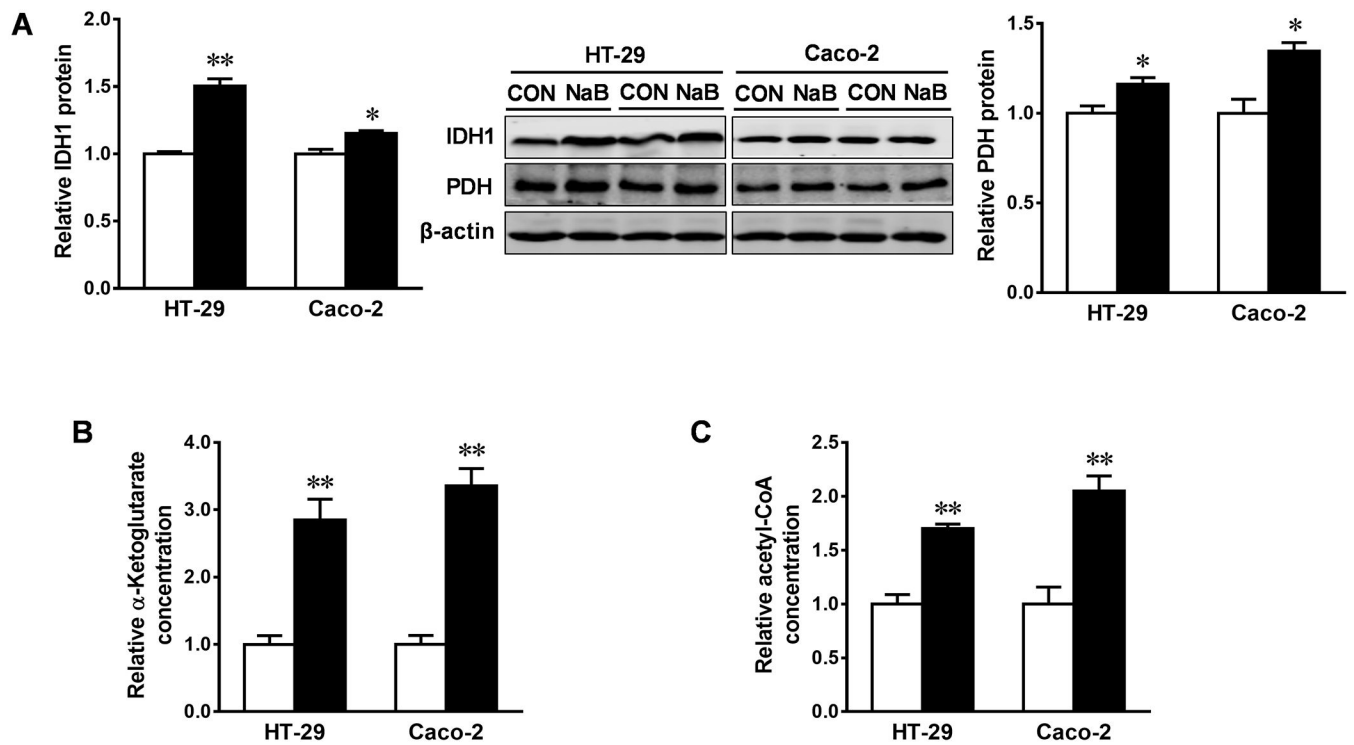 A
Relative IDH1 protein
2.0
1.5
1.0
0.5
0.0
** *
HT-29 Caco-2
HT-29 Caco-2
CON NaB CON NaB CON NaB CON NaB
IDH1
PDH
β-actin
Relative PDH protein
1.5
1.0
0.5
0.0
* *
HT-29 Caco-2
B
Relative α-Ketoglutarate
concentration
4.0
3.0
2.0
1.0
0.0
** **
HT-29 Caco-2
C
Relative acetyl-CoA
concentration
2.5
2.0
1.5
1.0
0.5
0.0
** **
HT-29 Caco-2